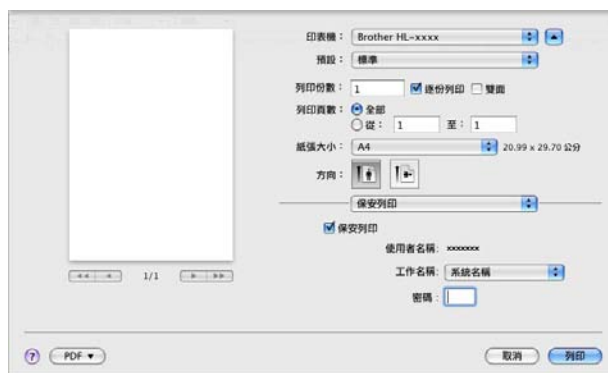 印表機： Brother HL-xxxx
預設： 標準
列印份數： 1 逐份列印 雙面
列印頁數： 全部
從： 1 至： 1
紙張大小： A4 20.99 x 29.70 公分
方向：
保安列印
保安列印
使用者名稱: xxxxxxx
工作名稱: 系統名稱
密碼 :
1/1
? PDF ▼ 取消 列印